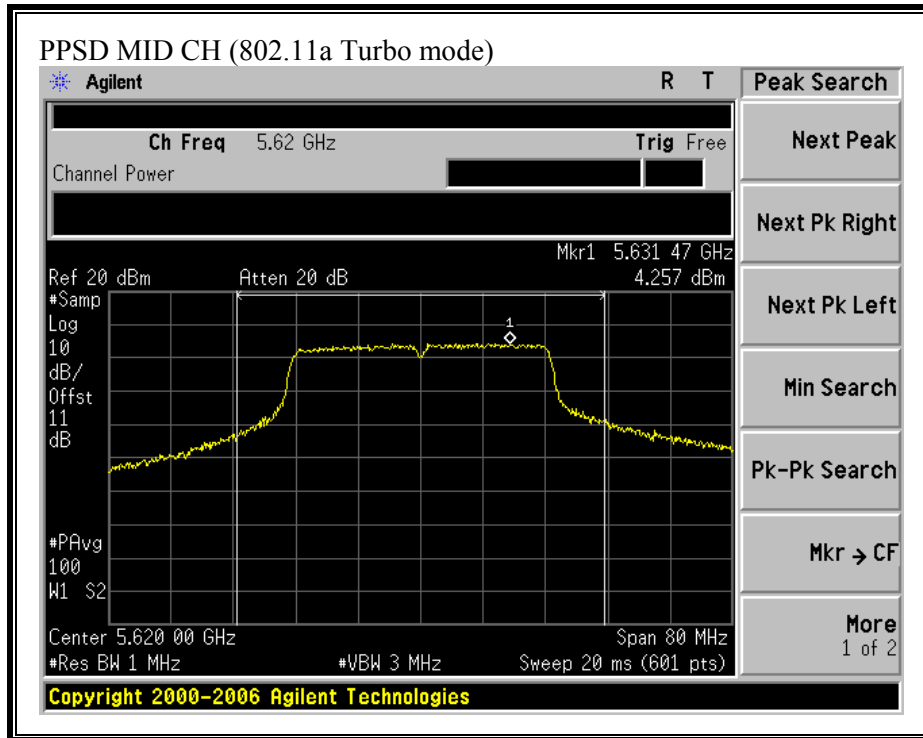 PPSD MID CH (802.11a Turbo mode)
Agilent R T Peak Search
Ch Freq 5.62 GHz Trig Free
Channel Power
Next Peak
Next Pk Right
Mkr1 5.631 47 GHz
Ref 20 dBm Atten 20 dB 4.257 dBm
#Samp
Log
10
dB/
Offst
11
dB
1
Next Pk Left
Min Search
Pk-Pk Search
#PAvg
100
W1 S2
Mkr → CF
Center 5.620 00 GHz Span 80 MHz
#Res BW 1 MHz #VBW 3 MHz Sweep 20 ms (601 pts)
More
1 of 2
Copyright 2000-2006 Agilent Technologies